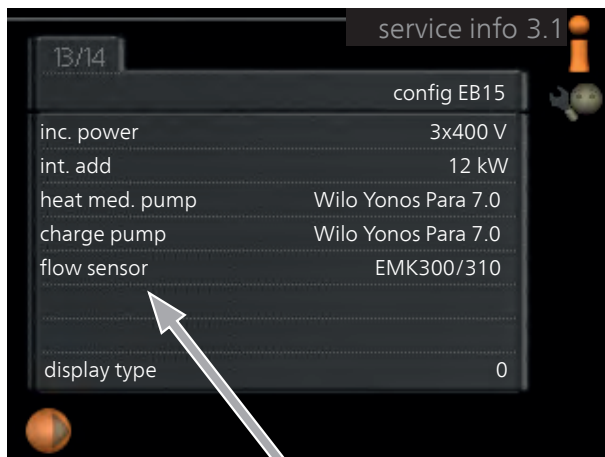 service info 3.1
13/14
config EB15
inc. power 3x400 V
int. add 12 kW
heat med. pump Wilo Yonos Para 7.0
charge pump Wilo Yonos Para 7.0
flow sensor EMK300/310
display type 0